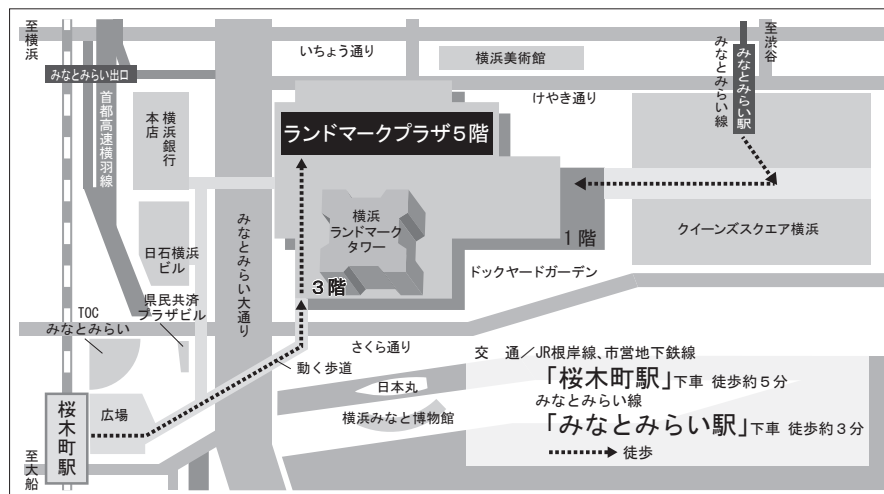 至横浜
いちょう通り
横浜美術館
みなとみらい線
みなとみらい駅
至渋谷
みなとみらい出口
けやき通り
首都高速横羽線
横浜銀行
本店
ランドマークプラザ5階
みなとみらい大通り
横浜
ランドマーク
タワー
1階
クイーンズスクエア横浜
日石横浜
ビル
ドックヤードガーデン
3階
県民共済
プラザビル
TOC
みなとみらい
さくら通り
動く歩道
交　通／JR根岸線、市営地下鉄線
「桜木町駅」下車 徒歩約5分
みなとみらい線
「みなとみらい駅」下車 徒歩約3分
徒歩
日本丸
横浜みなと博物館
広場
桜木町駅
至大船